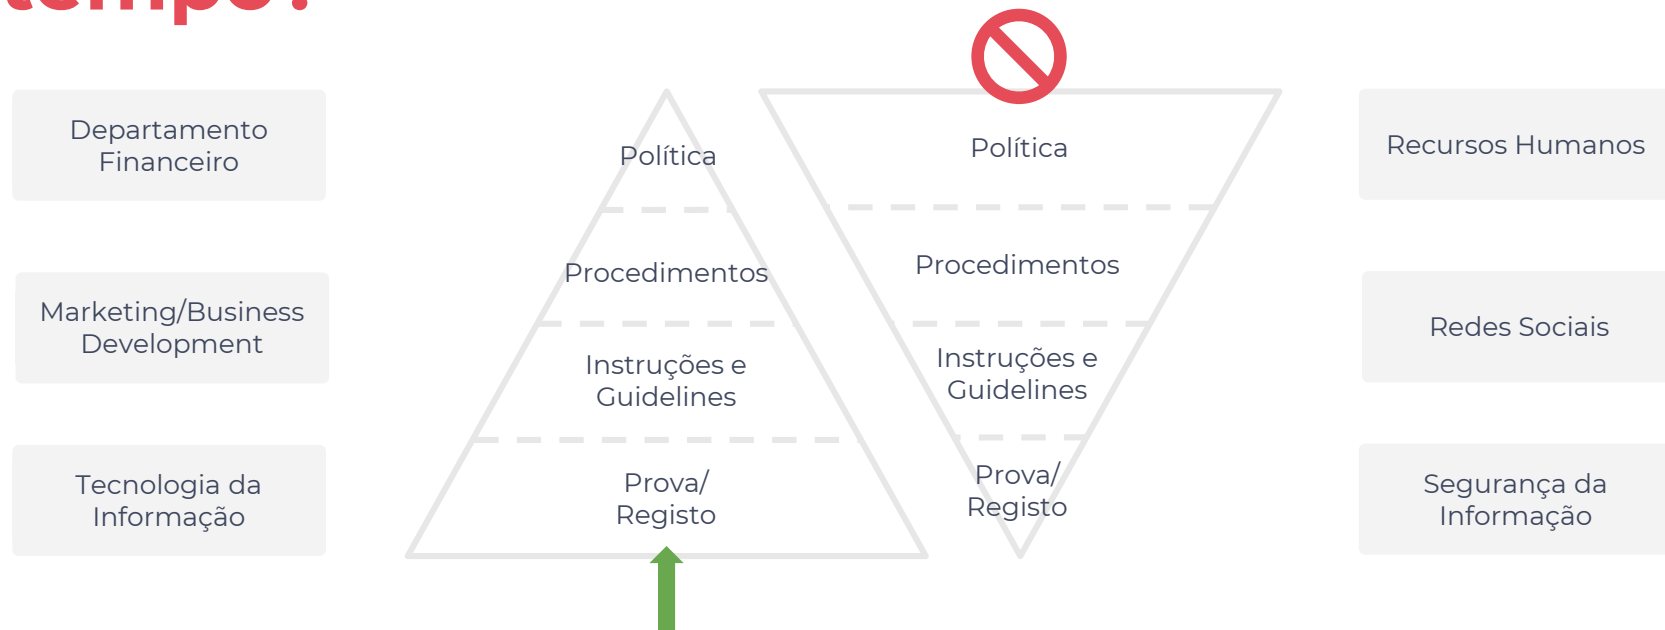 tempo?
Departamento
Financeiro
Marketing/Business
Development
Tecnologia da
Informação
Política
Procedimentos
Instruções e
Guidelines
Prova/
Registo
Política
Procedimentos
Instruções e
Guidelines
Prova/
Registo
Recursos Humanos
Redes Sociais
Segurança da
Informação